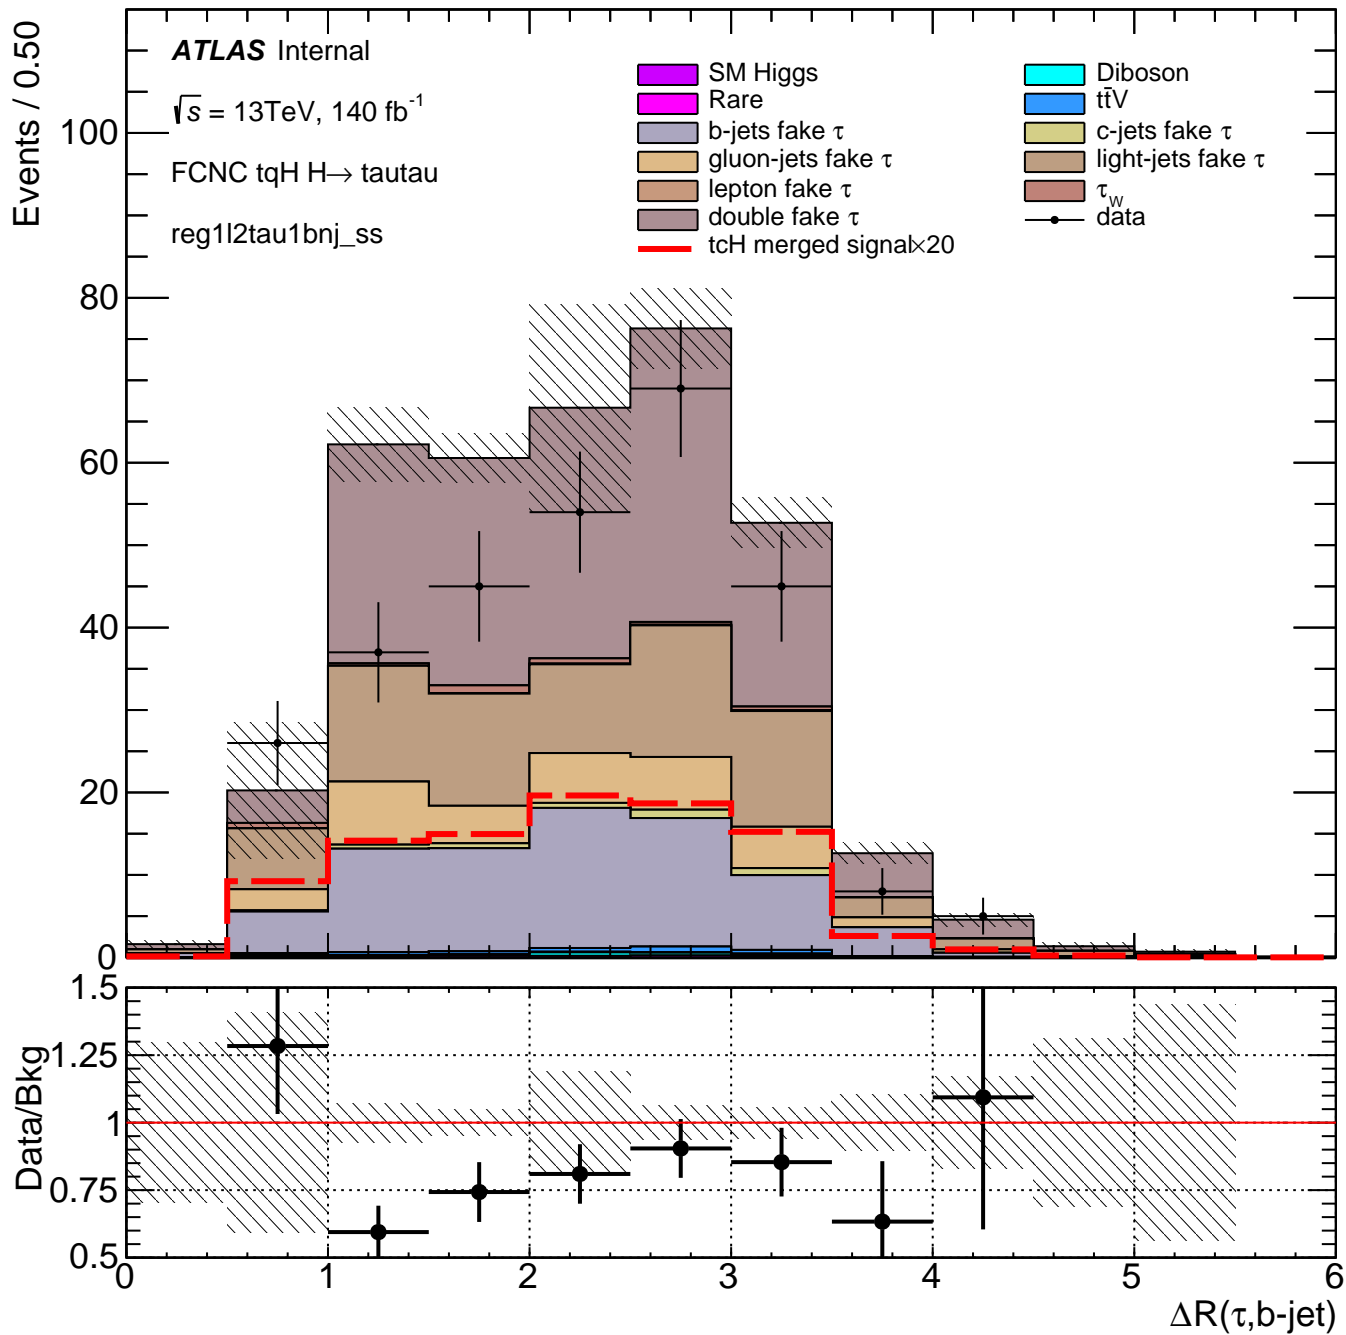 ATLAS Internal
√s = 13TeV, 140 fb⁻¹
FCNC tqH H→ tautau
reg1l2tau1bnj_ss
SM Higgs
Rare
b-jets fake τ
gluon-jets fake τ
lepton fake τ
double fake τ
tcH merged signal×20
Diboson
tt̄V
c-jets fake τ
light-jets fake τ
τ_W
data
Events / 0.50
100
80
60
40
20
0
Data/Bkg
1.5
1.25
1
0.75
0.5
0 1 2 3 4 5 6
ΔR(τ,b-jet)